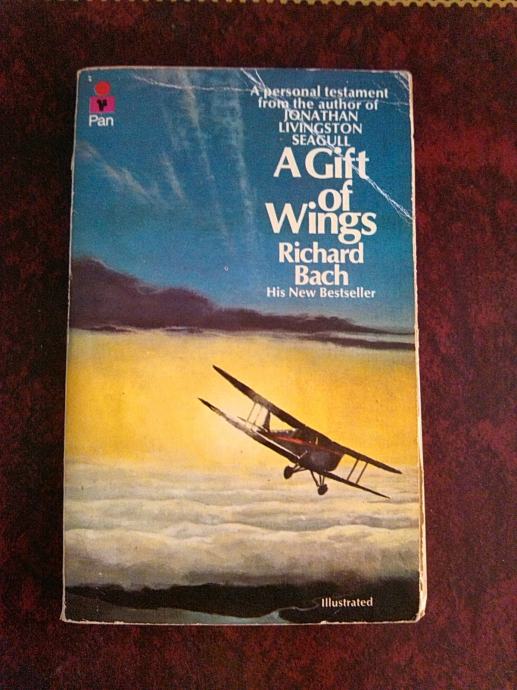 Pan
A personal testament
from the author of
JONATHAN
LIVINGSTON
SEAGULL
A Gift
of
Wings
Richard
Bach
His New Bestseller
Illustrated